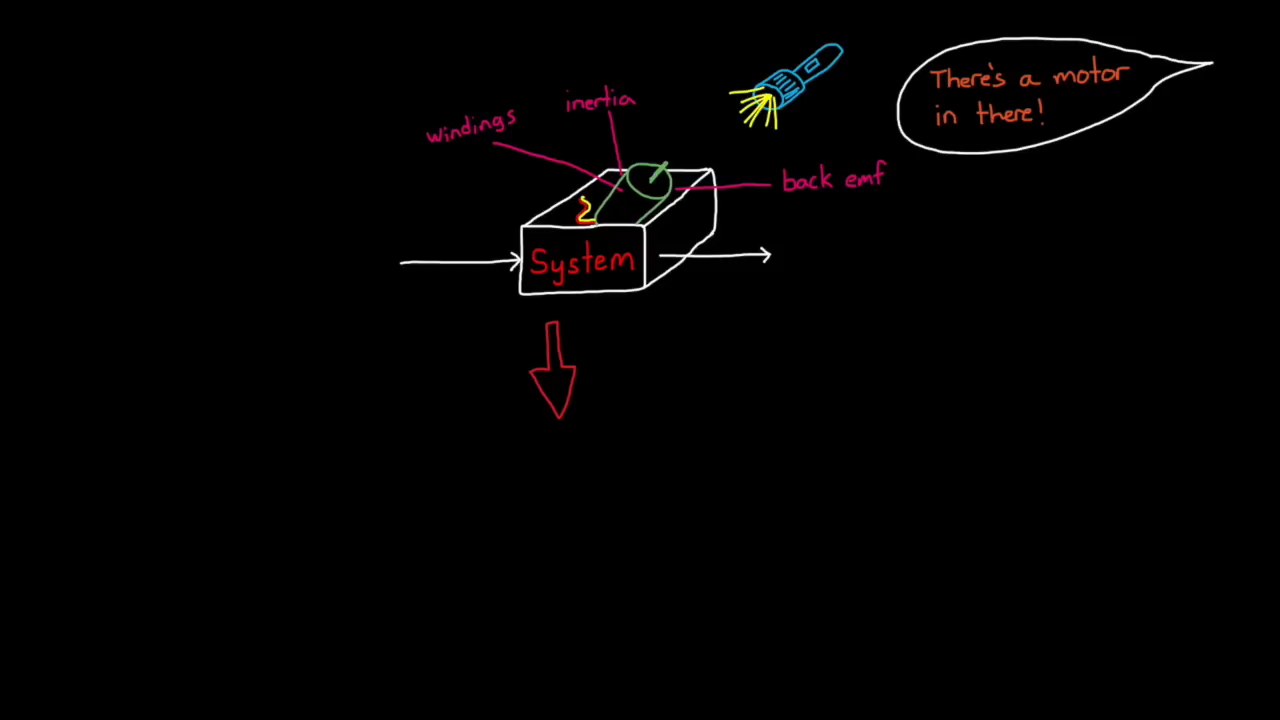 There's a motor
in there!
inertia
windings
back emf
System